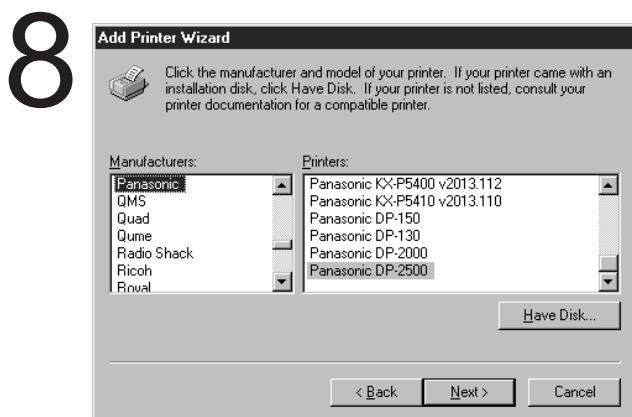 8
Add Printer Wizard
Click the manufacturer and model of your printer. If your printer came with an
installation disk, click Have Disk. If your printer is not listed, consult your
printer documentation for a compatible printer.
Manufacturers:
Panasonic
QMS
Quad
Qume
Radio Shack
Ricoh
Royal
Printers:
Panasonic KX-P5400 v2013.112
Panasonic KX-P5410 v2013.110
Panasonic DP-150
Panasonic DP-130
Panasonic DP-2000
Panasonic DP-2500
Have Disk...
< Back
Next >
Cancel